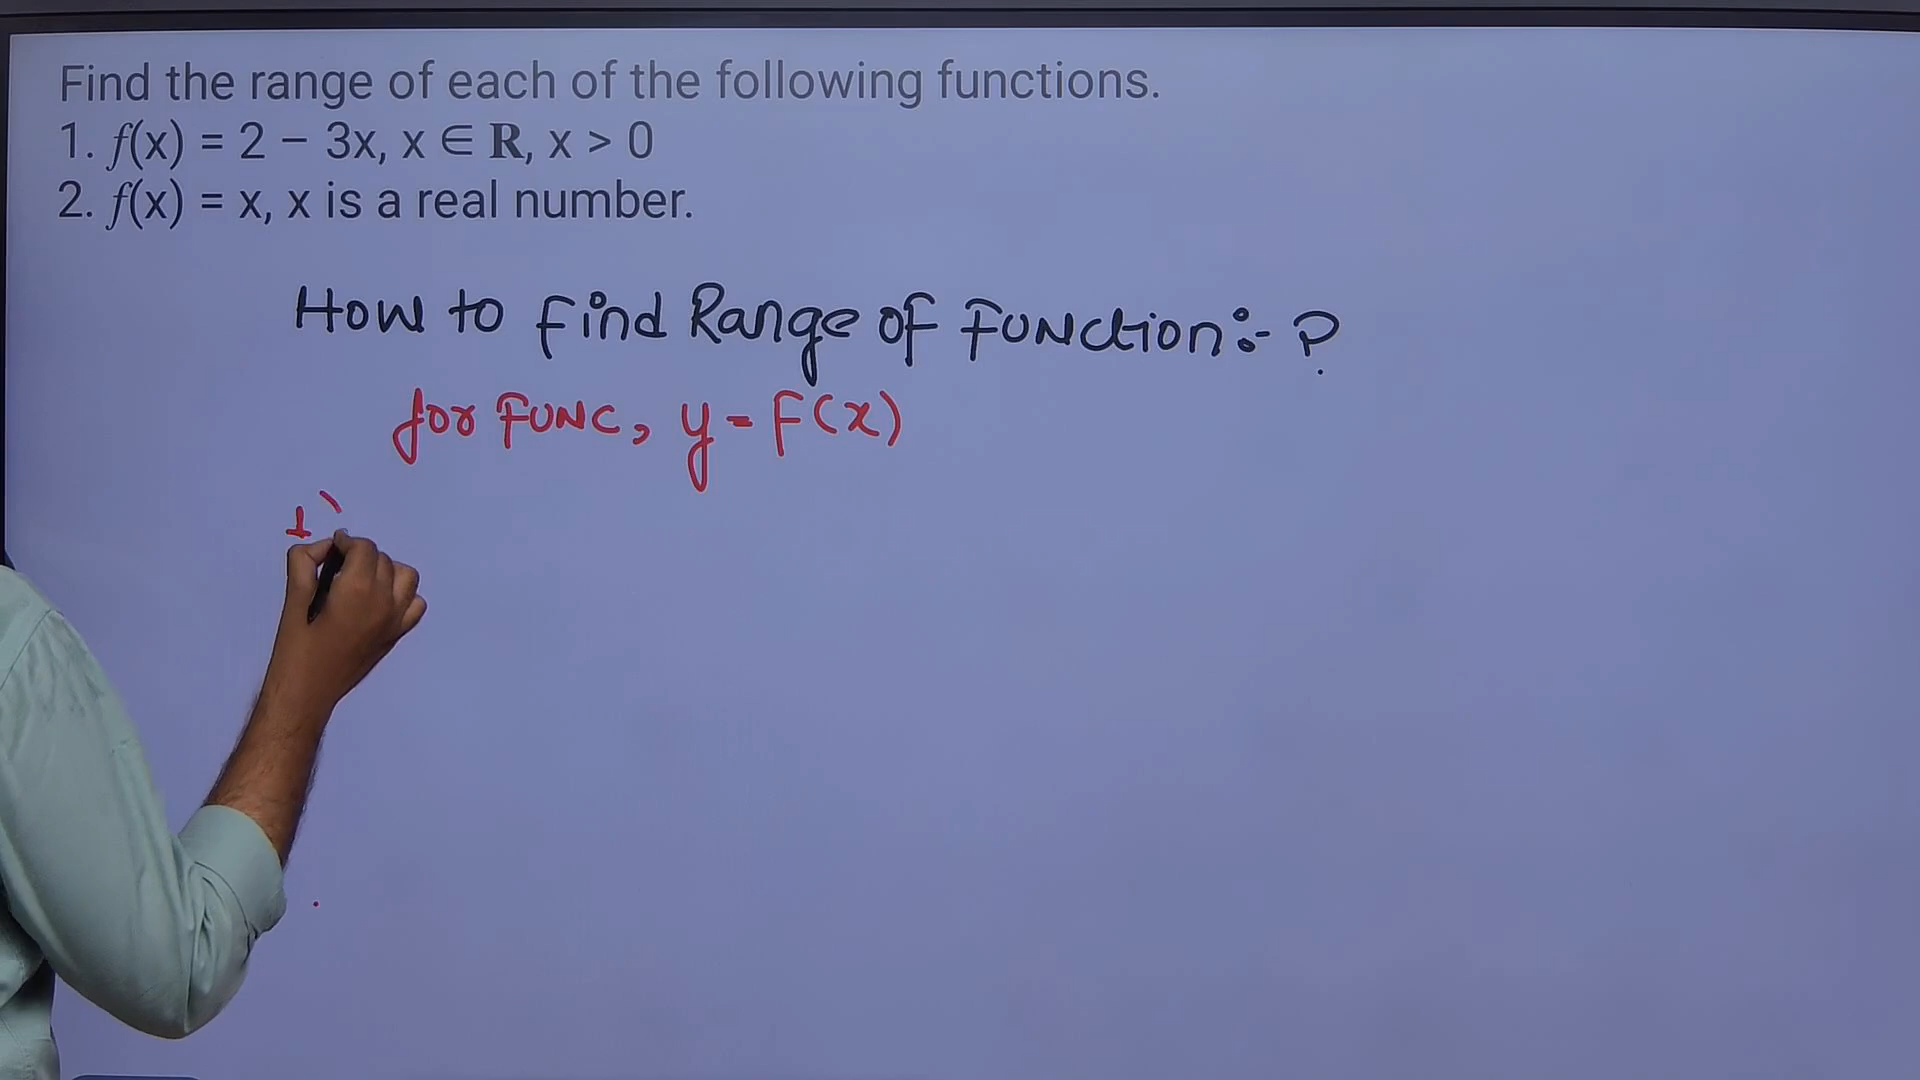 Find the range of each of the following functions.
1. f(x) = 2 – 3x, x ∈ R, x > 0
2. f(x) = x, x is a real number.
How to Find Range of Function:- ?
for Func, y = F(x)
1)